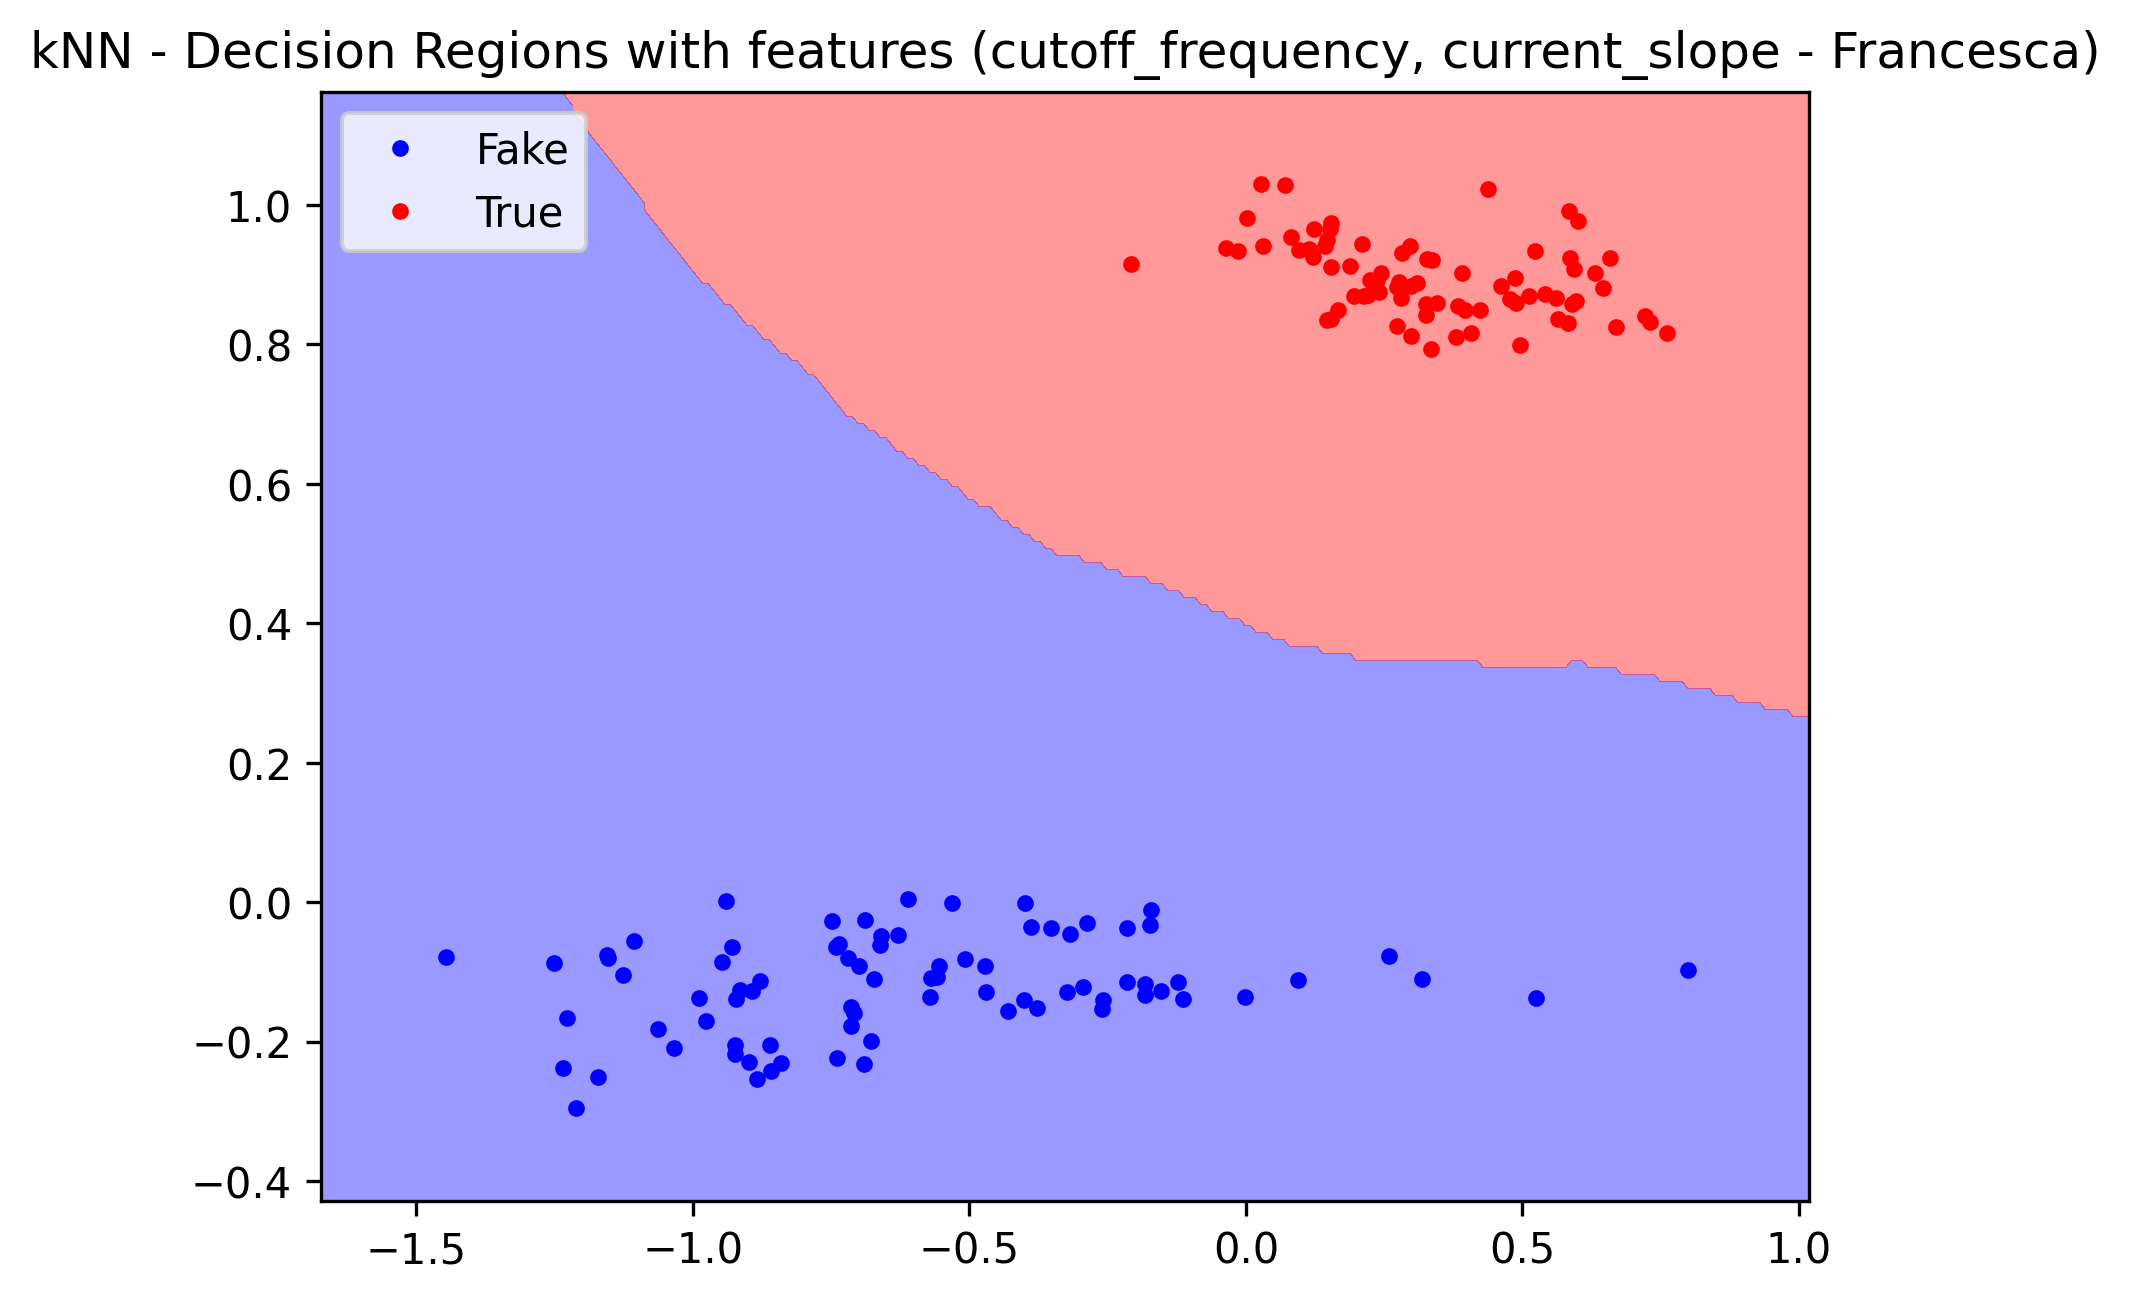 kNN - Decision Regions with features (cutoff_frequency, current_slope - Francesca)
Fake
True
1.0
0.8
0.6
0.4
0.2
0.0
−0.2
−0.4
−1.5 −1.0 −0.5 0.0 0.5 1.0